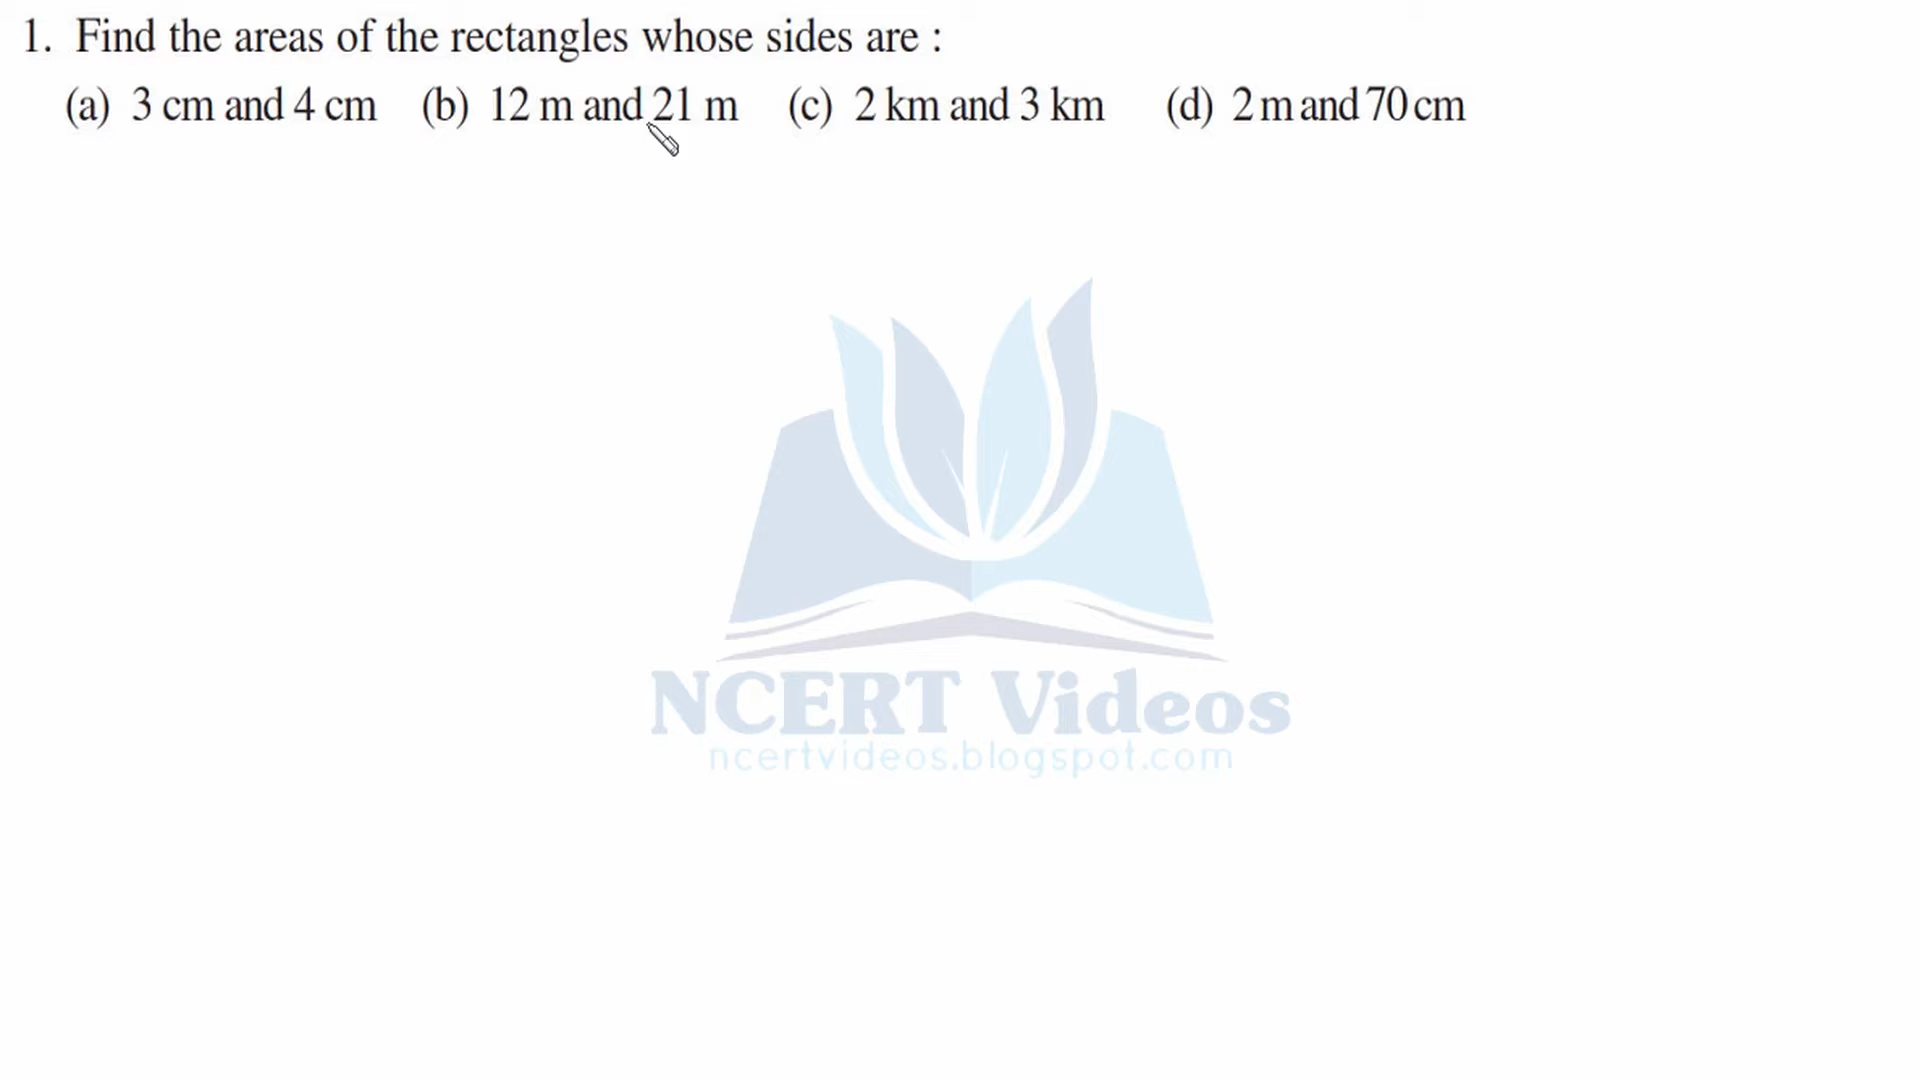 1. Find the areas of the rectangles whose sides are :
(a) 3 cm and 4 cm (b) 12 m and 21 m (c) 2 km and 3 km (d) 2 m and 70 cm
NCERT Videos
ncertvideos.blogspot.com